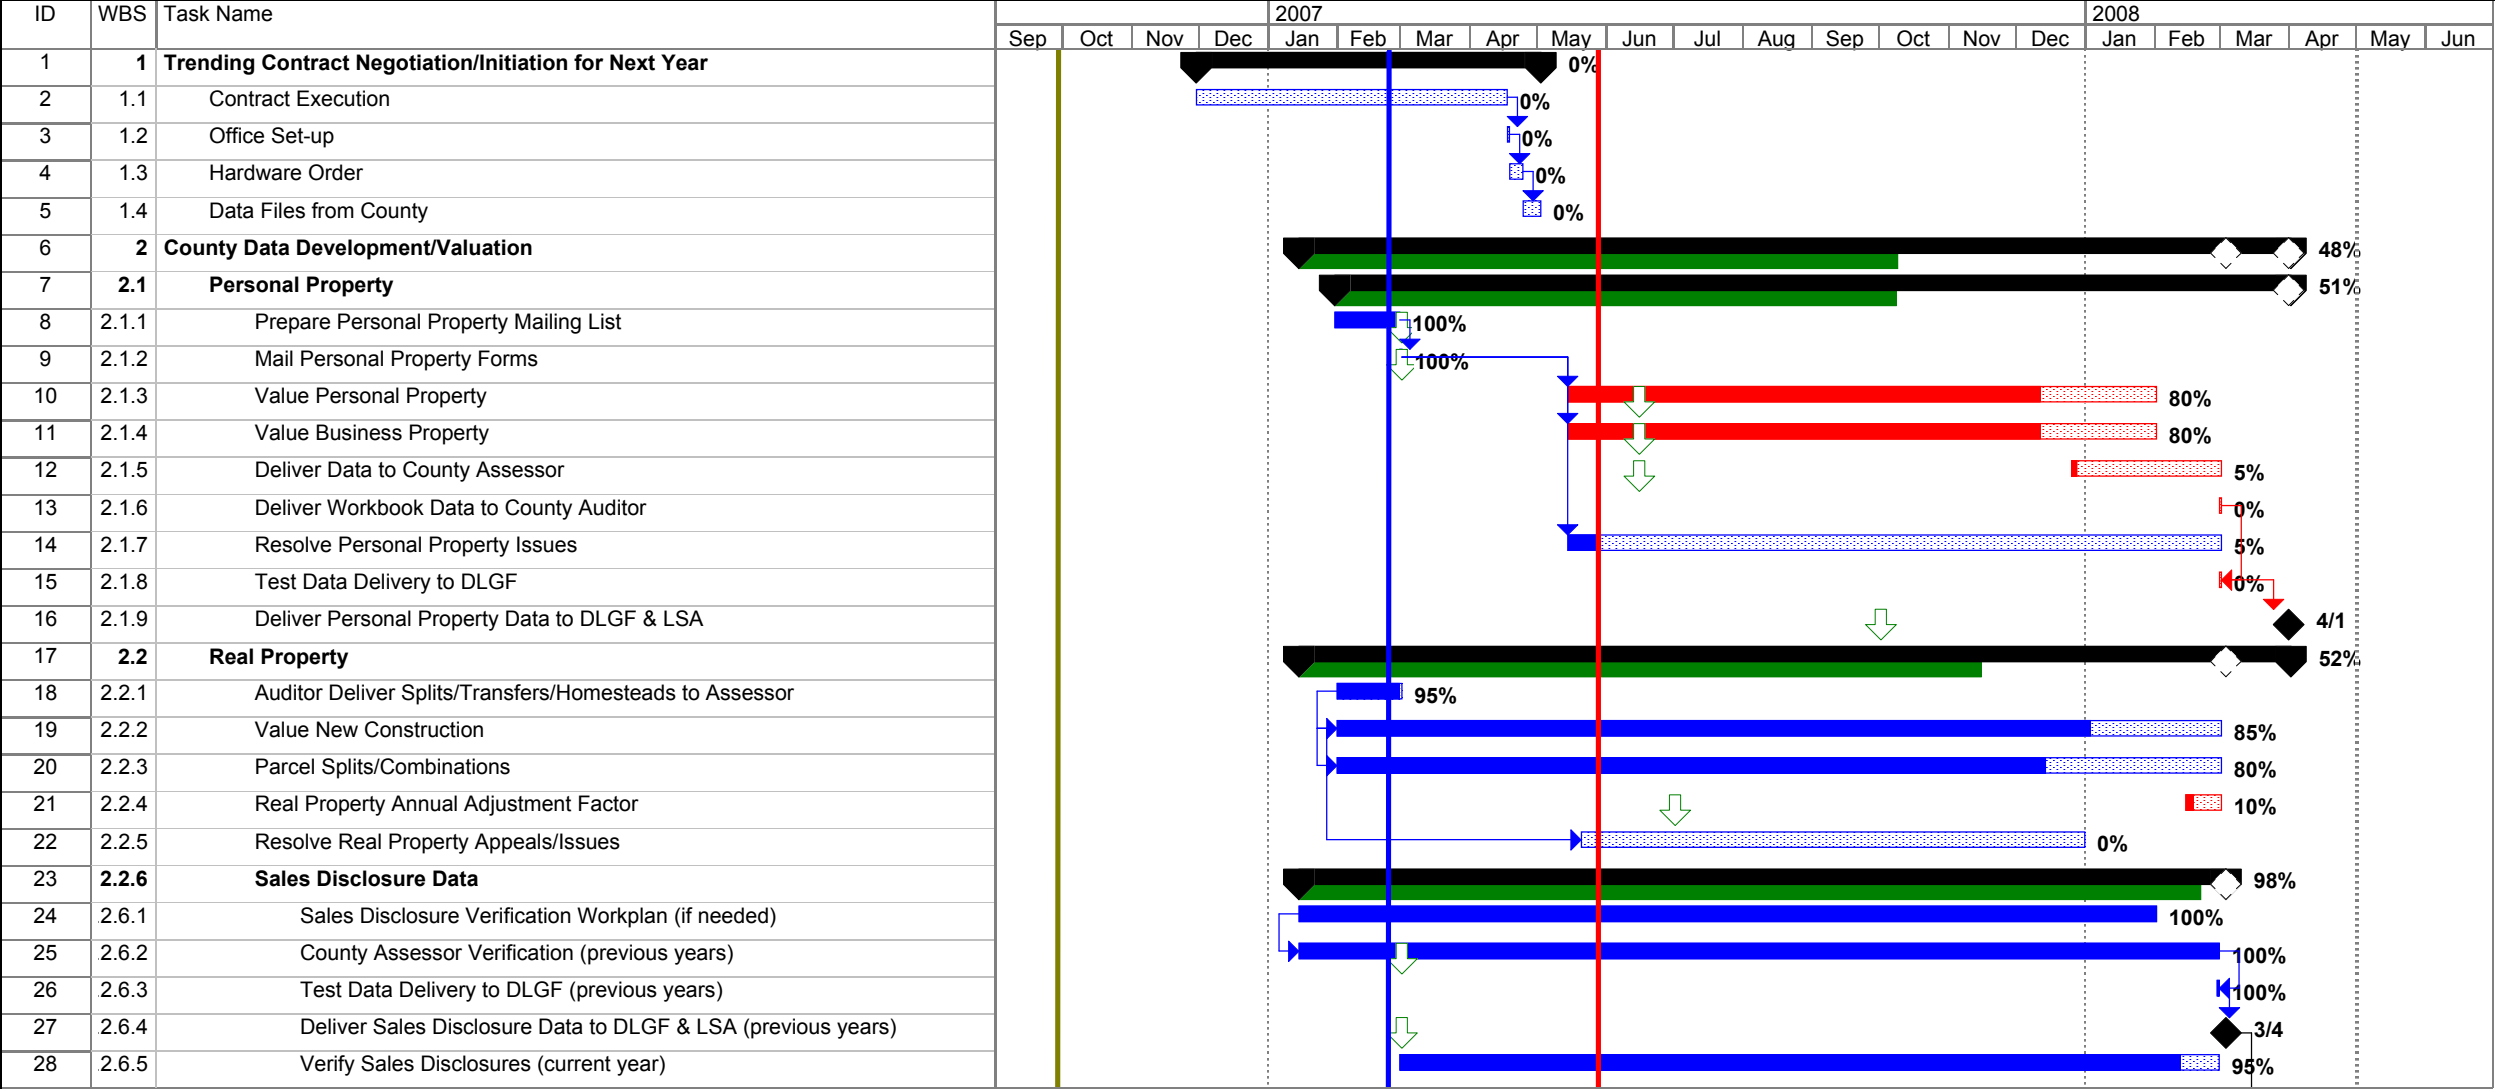 ID WBS Task Name 2007 2008
Sep Oct Nov Dec Jan Feb Mar Apr May Jun Jul Aug Sep Oct Nov Dec Jan Feb Mar Apr May Jun
1 1 Trending Contract Negotiation/Initiation for Next Year 0%
2 1.1 Contract Execution 0%
3 1.2 Office Set-up 0%
4 1.3 Hardware Order 0%
5 1.4 Data Files from County 0%
6 2 County Data Development/Valuation 48%
7 2.1 Personal Property 51%
8 2.1.1 Prepare Personal Property Mailing List 100%
9 2.1.2 Mail Personal Property Forms 100%
10 2.1.3 Value Personal Property 80%
11 2.1.4 Value Business Property 80%
12 2.1.5 Deliver Data to County Assessor 5%
13 2.1.6 Deliver Workbook Data to County Auditor 0%
14 2.1.7 Resolve Personal Property Issues 5%
15 2.1.8 Test Data Delivery to DLGF 0%
16 2.1.9 Deliver Personal Property Data to DLGF & LSA 4/1
17 2.2 Real Property 52%
18 2.2.1 Auditor Deliver Splits/Transfers/Homesteads to Assessor 95%
19 2.2.2 Value New Construction 85%
20 2.2.3 Parcel Splits/Combinations 80%
21 2.2.4 Real Property Annual Adjustment Factor 10%
22 2.2.5 Resolve Real Property Appeals/Issues 0%
23 2.2.6 Sales Disclosure Data 98%
24 .2.6.1 Sales Disclosure Verification Workplan (if needed) 100%
25 .2.6.2 County Assessor Verification (previous years) 100%
26 .2.6.3 Test Data Delivery to DLGF (previous years) 100%
27 .2.6.4 Deliver Sales Disclosure Data to DLGF & LSA (previous years) 3/4
28 .2.6.5 Verify Sales Disclosures (current year) 95%